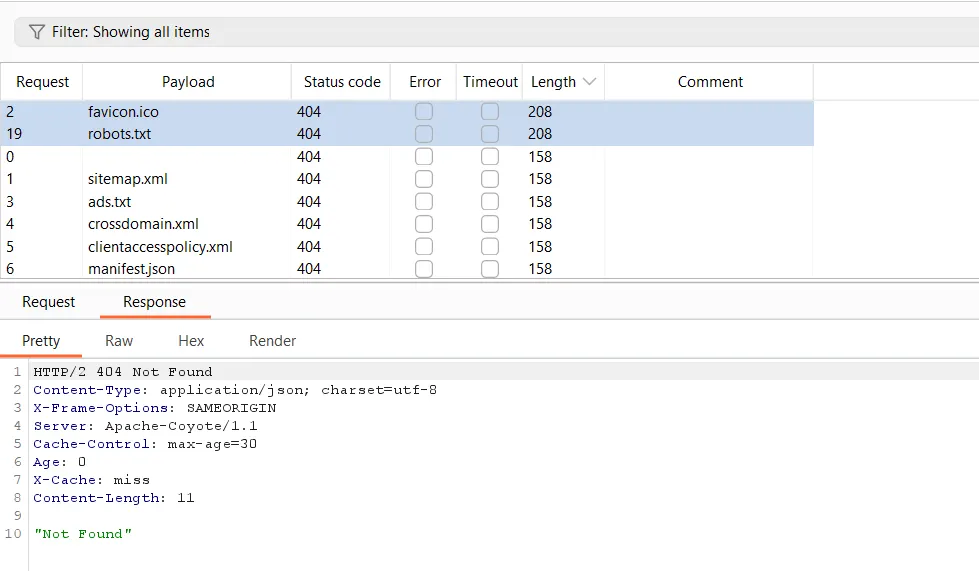 Filter: Showing all items
Request Payload Status code Error Timeout Length Comment
2 favicon.ico 404 208
19 robots.txt 404 208
0 404 158
1 sitemap.xml 404 158
3 ads.txt 404 158
4 crossdomain.xml 404 158
5 clientaccesspolicy.xml 404 158
6 manifest.json 404 158
Request Response
Pretty Raw Hex Render
1 HTTP/2 404 Not Found
2 Content-Type: application/json; charset=utf-8
3 X-Frame-Options: SAMEORIGIN
4 Server: Apache-Coyote/1.1
5 Cache-Control: max-age=30
6 Age: 0
7 X-Cache: miss
8 Content-Length: 11
9
10 "Not Found"